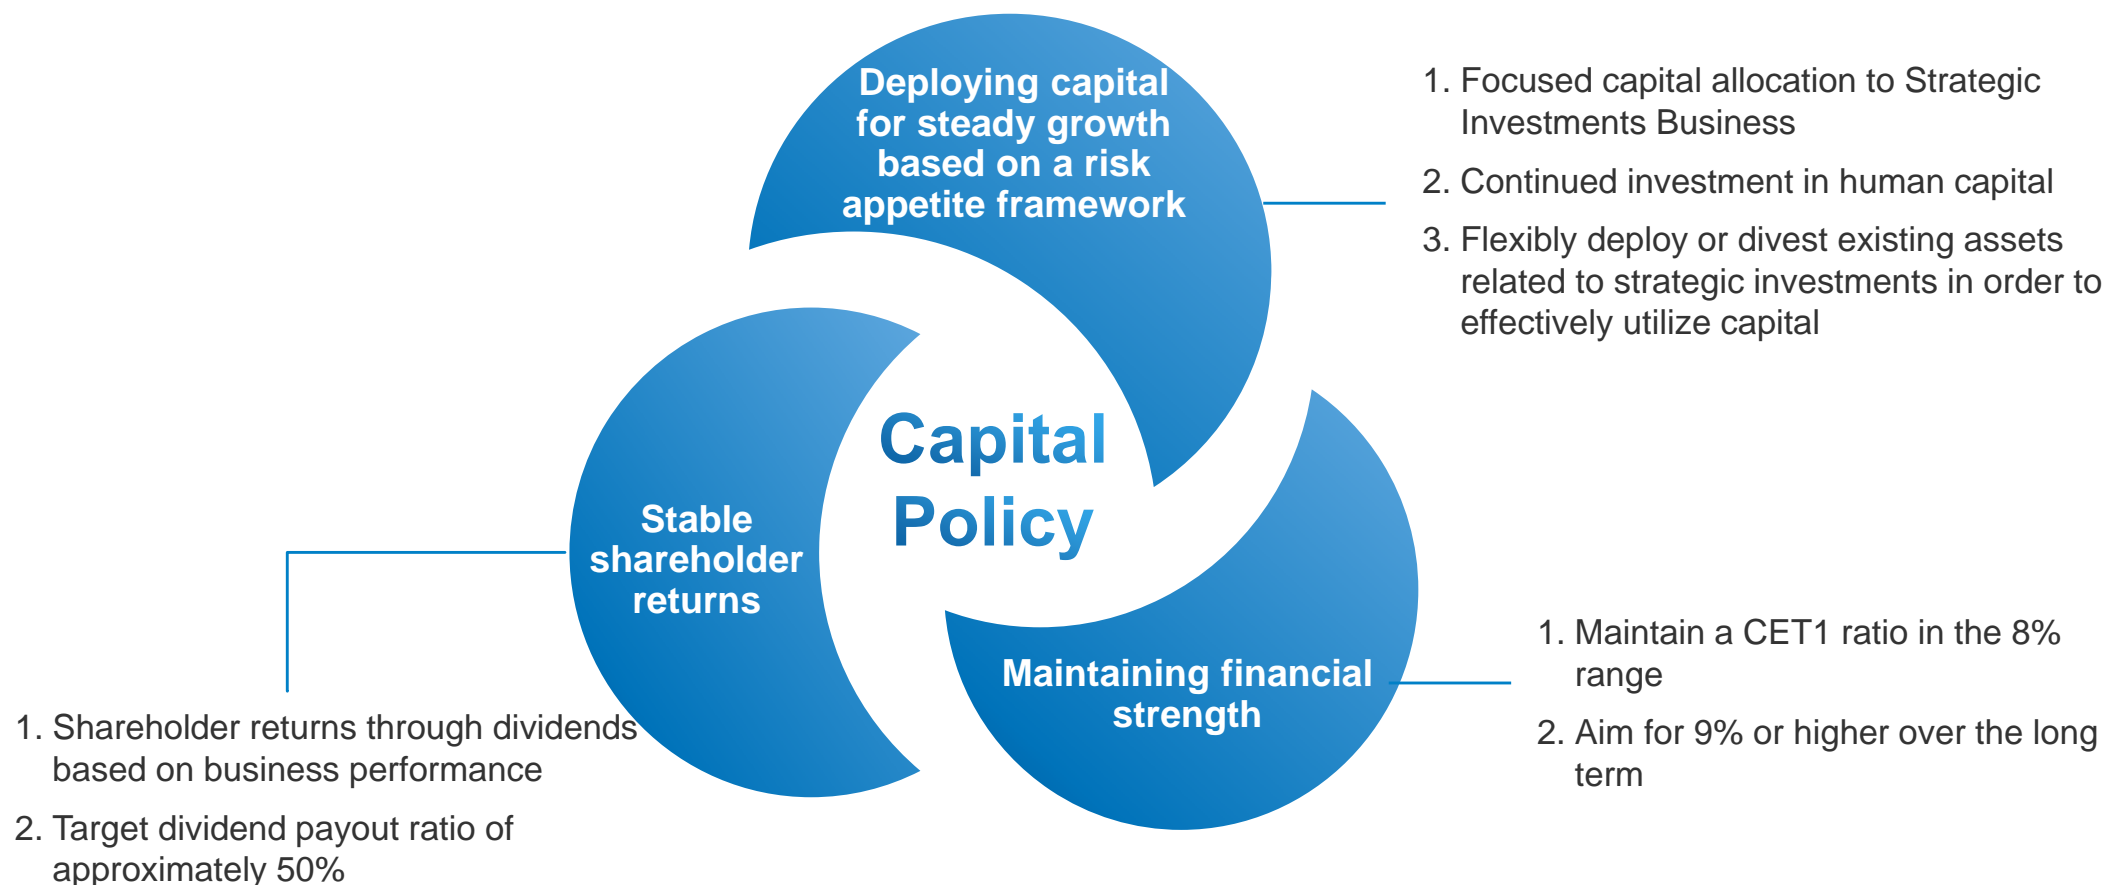 Deploying capital
for steady growth
based on a risk
appetite framework
1. Focused capital allocation to Strategic
Investments Business
2. Continued investment in human capital
3. Flexibly deploy or divest existing assets
related to strategic investments in order to
effectively utilize capital
Capital
Policy
Stable
shareholder
returns
1. Shareholder returns through dividends
based on business performance
2. Target dividend payout ratio of
approximately 50%
Maintaining financial
strength
1. Maintain a CET1 ratio in the 8%
range
2. Aim for 9% or higher over the long
term